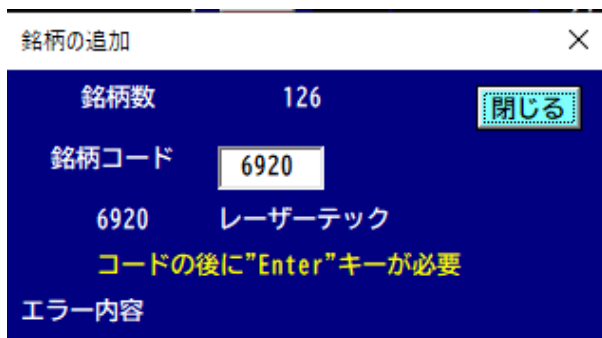 銘柄の追加 ×
銘柄数 126 閉じる
銘柄コード 6920
6920 レーザーテック
コードの後に”Enter”キーが必要
エラー内容